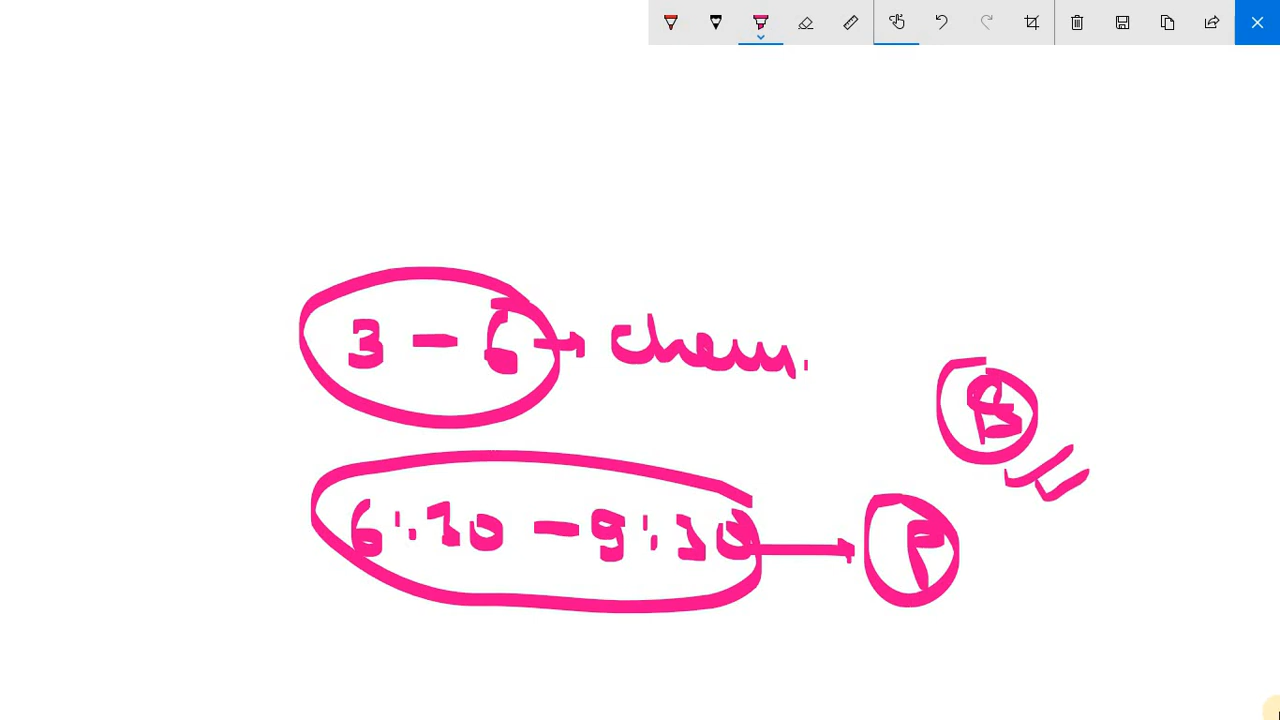 3 - 6 → chem.
6:30 - 9:30 → P